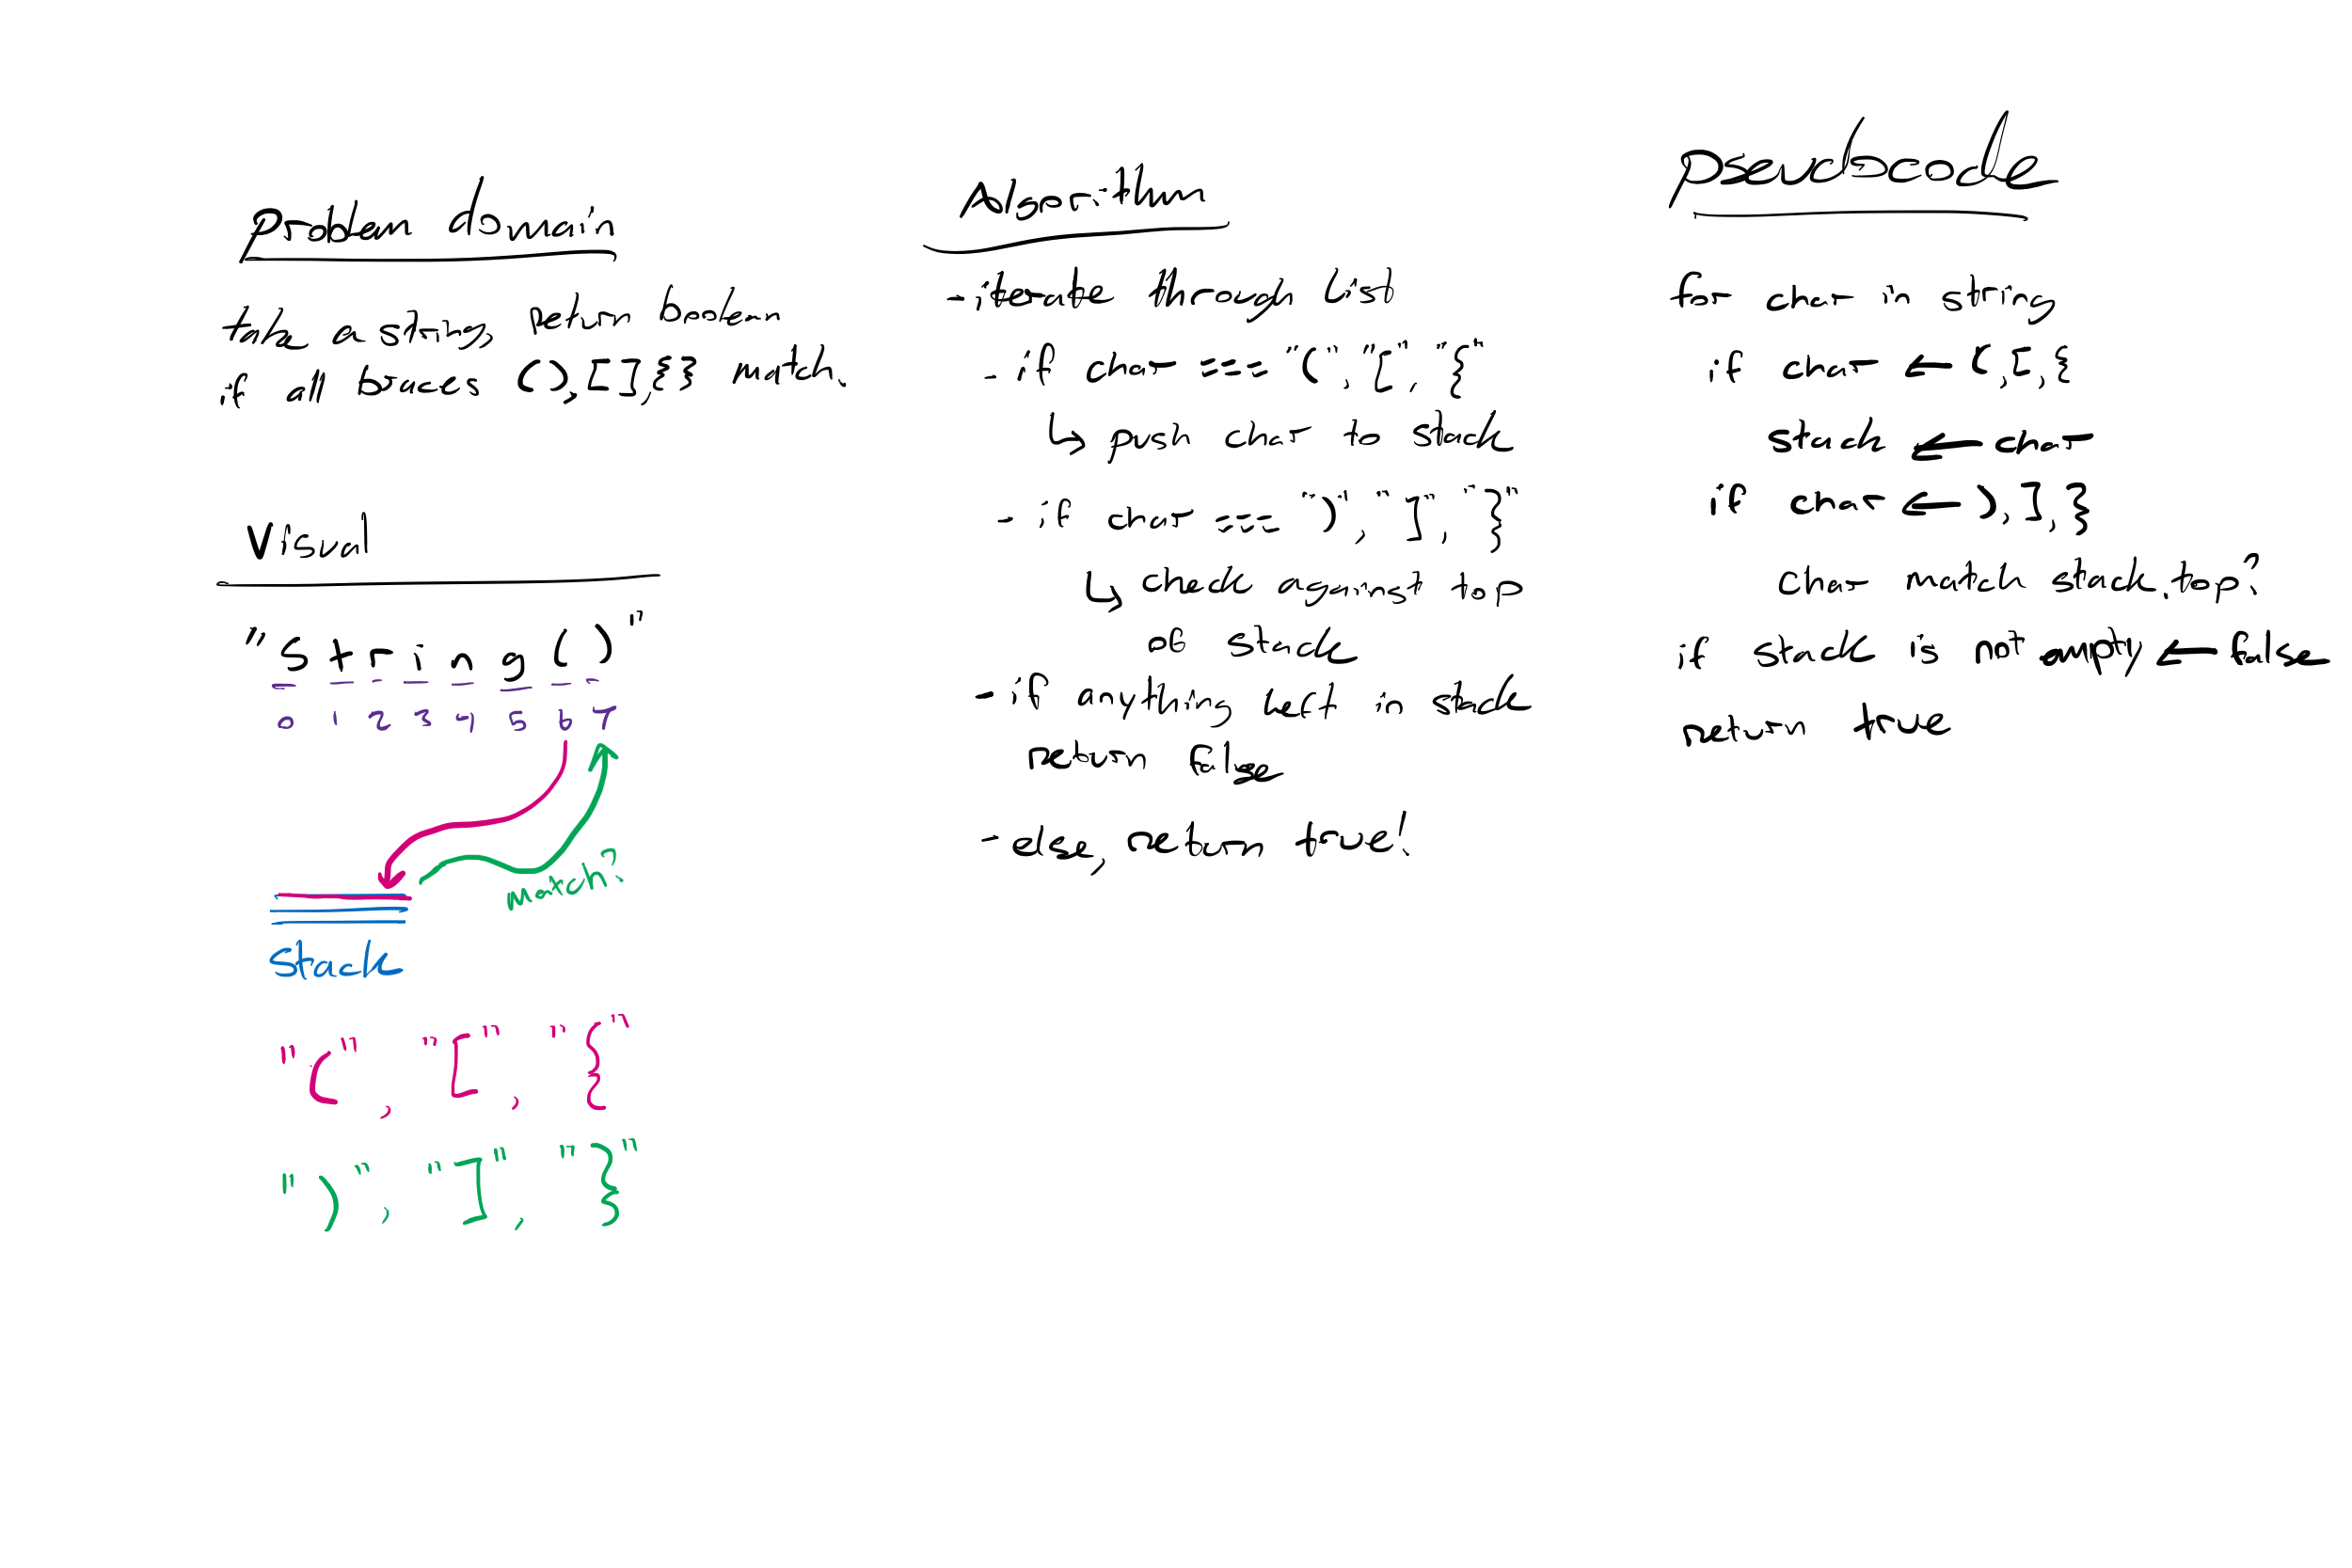 problem domain
take a string, return boolean
if all braces (),[],{} match.
Visual
"String()"
0 1 2 3 4 5 6 7
match?
stack
"(", "[", "{"
")", "]", "}"
Algorithm
-iterate through list
- if char === "(", "[", "{"
↳ push char to stack
- if char === ")", "]", "}"
↳ check against top
of stack
- if anything left in stack
return false
- else, return true!
pseudocode
for char in string
if char ← (,[,{
stack ← char
if char ← ),],}
char match stack.top?
if stack is not empty ← false
return true